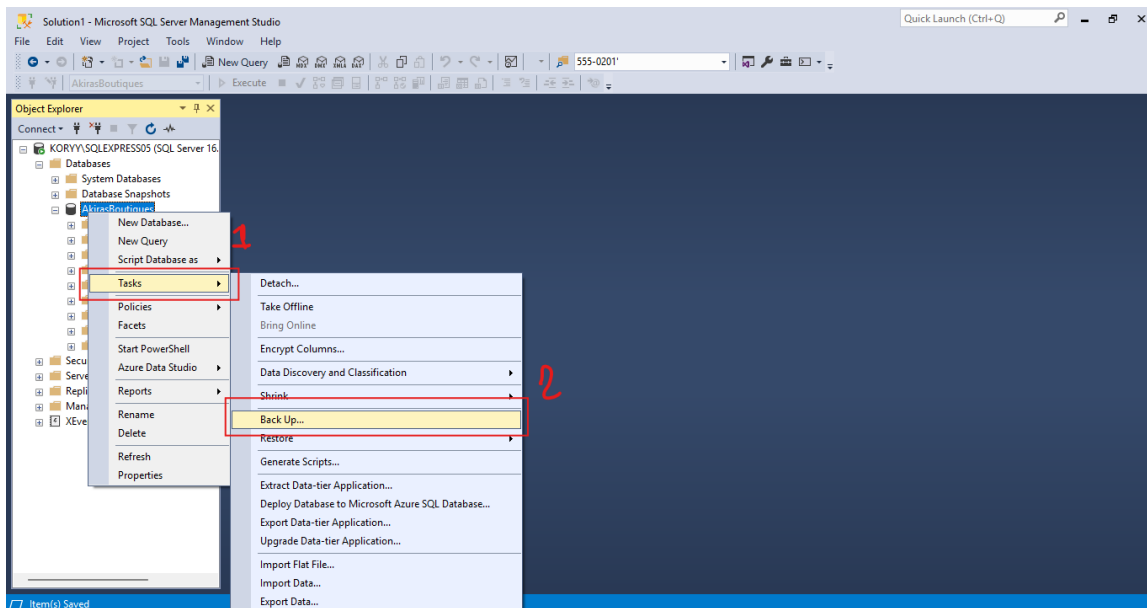 Solution1 - Microsoft SQL Server Management Studio
Quick Launch (Ctrl+Q)
File Edit View Project Tools Window Help
New Query
555-0201'
AkirasBoutiques
Execute
Object Explorer
Connect
KORYY\SQLEXPRESS05 (SQL Server 16.
Databases
System Databases
Database Snapshots
AkirasBoutiques
New Database...
New Query
Script Database as
Tasks
Policies
Facets
Start PowerShell
Azure Data Studio
Reports
Rename
Delete
Refresh
Properties
Secu
Serve
Repli
Mana
XEve
1
Detach...
Take Offline
Bring Online
Encrypt Columns...
Data Discovery and Classification
Shrink
Back Up...
Restore
Generate Scripts...
Extract Data-tier Application...
Deploy Database to Microsoft Azure SQL Database...
Export Data-tier Application...
Upgrade Data-tier Application...
Import Flat File...
Import Data...
Export Data...
2
Item(s) Saved